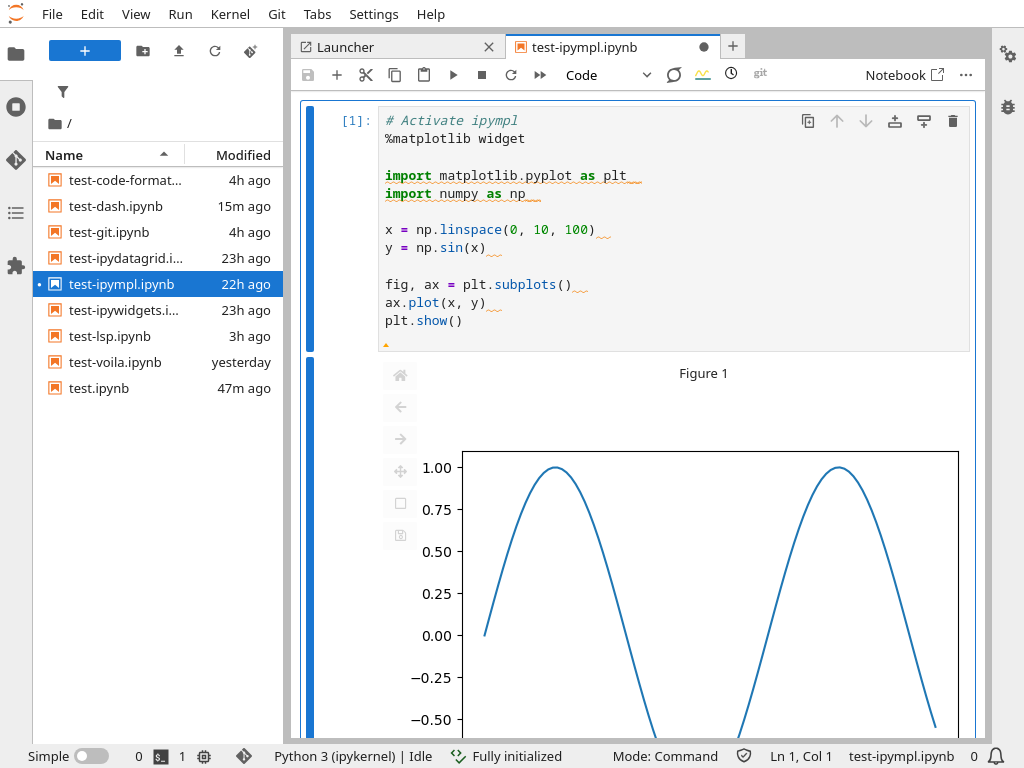 File Edit View Run Kernel Git Tabs Settings Help
Launcher
test-ipympl.ipynb
Code
git
Notebook
/
Name Modified
test-code-format... 4h ago
test-dash.ipynb 15m ago
test-git.ipynb 4h ago
test-ipydatagrid.i... 23h ago
test-ipympl.ipynb 22h ago
test-ipywidgets.i... 23h ago
test-lsp.ipynb 3h ago
test-voila.ipynb yesterday
test.ipynb 47m ago
[1]:
# Activate ipympl
%matplotlib widget
import matplotlib.pyplot as plt
import numpy as np
x = np.linspace(0, 10, 100)
y = np.sin(x)
fig, ax = plt.subplots()
ax.plot(x, y)
plt.show()
Figure 1
1.00
0.75
0.50
0.25
0.00
−0.25
−0.50
Simple 0 1 Python 3 (ipykernel) | Idle Fully initialized Mode: Command Ln 1, Col 1 test-ipympl.ipynb 0